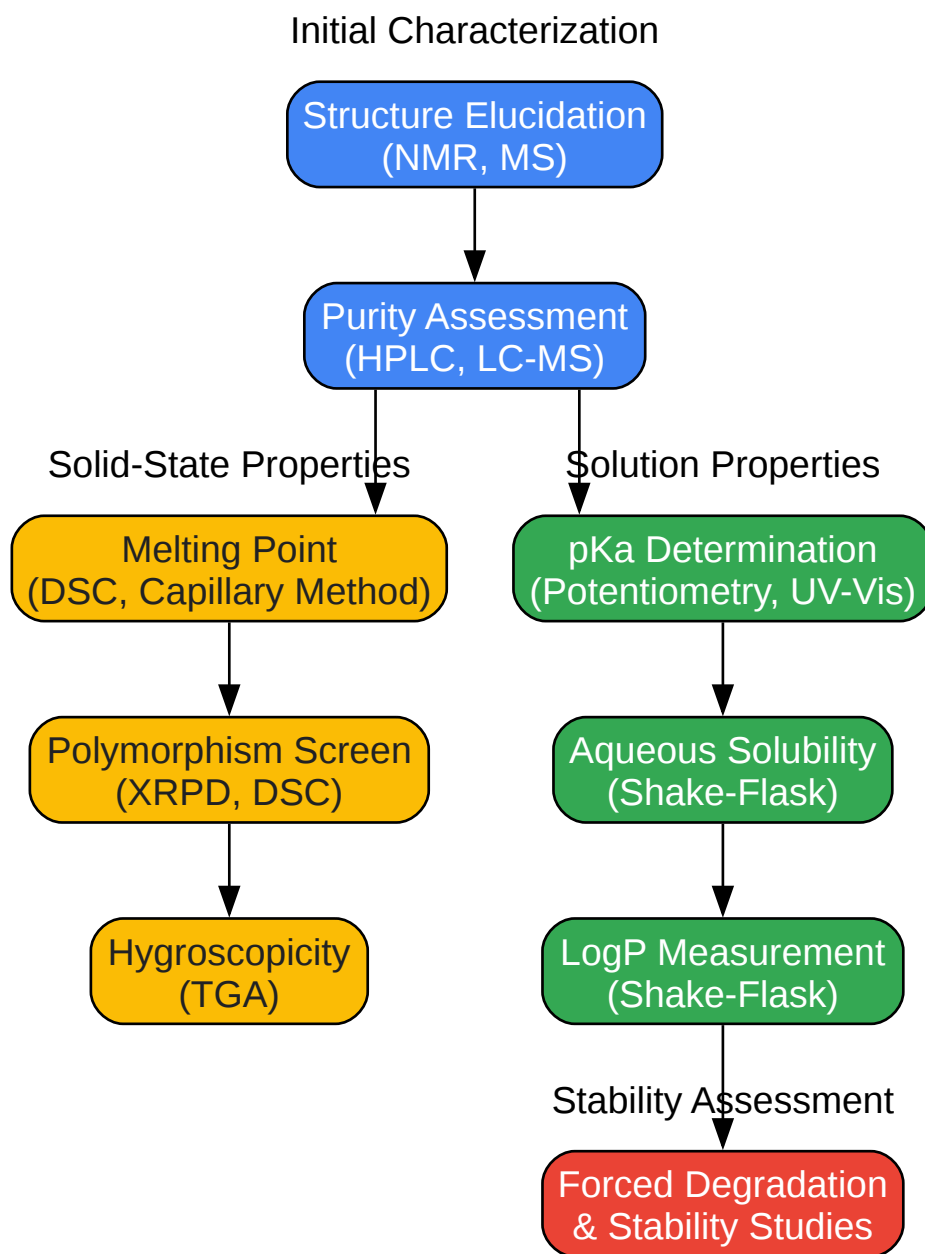 Initial Characterization
Structure Elucidation
(NMR, MS)
Purity Assessment
(HPLC, LC-MS)
Solid-State Properties
Melting Point
(DSC, Capillary Method)
Polymorphism Screen
(XRPD, DSC)
Hygroscopicity
(TGA)
Solution Properties
pKa Determination
(Potentiometry, UV-Vis)
Aqueous Solubility
(Shake-Flask)
LogP Measurement
(Shake-Flask)
Stability Assessment
Forced Degradation
& Stability Studies